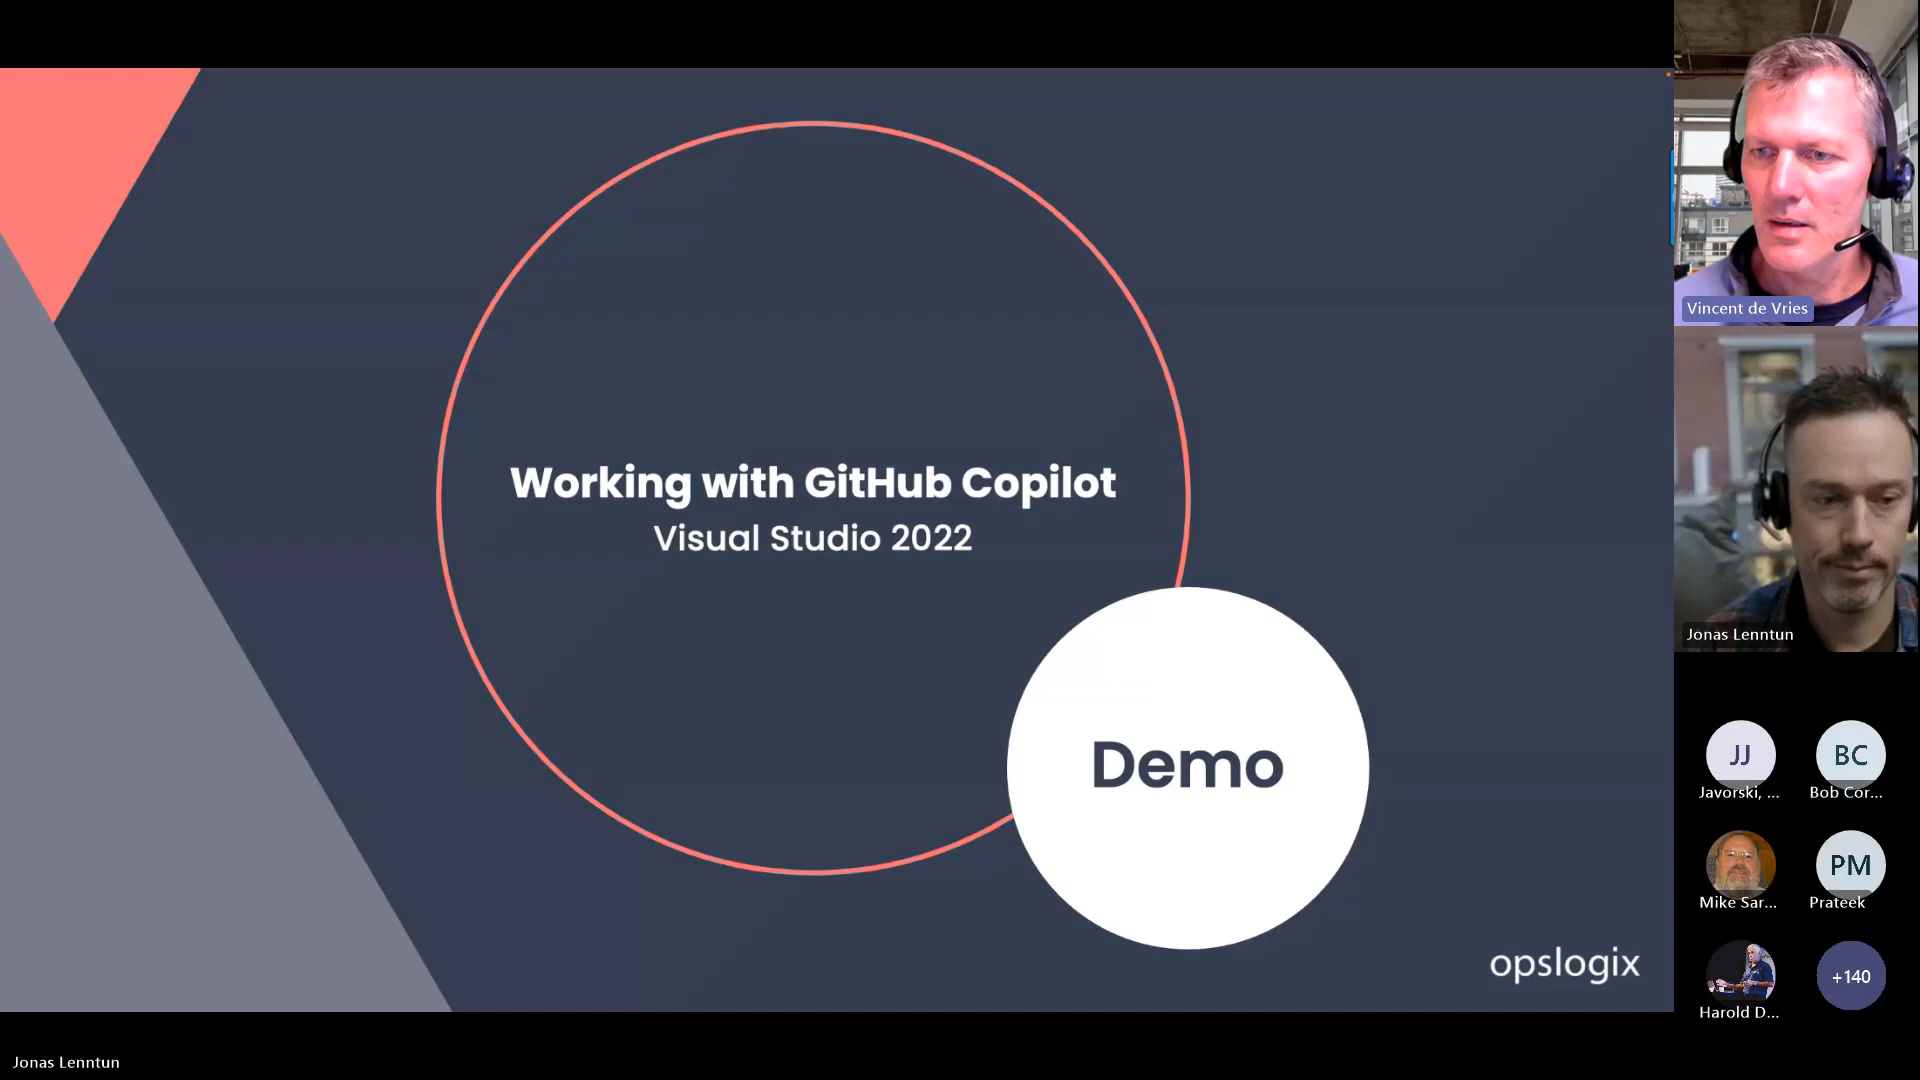 Working with GitHub Copilot
Visual Studio 2022
Demo
opslogix
Vincent de Vries
Jonas Lenntun
JJ
Javorski, ...
BC
Bob Cor...
Mike Sar...
PM
Prateek
Harold D...
+140
Jonas Lenntun